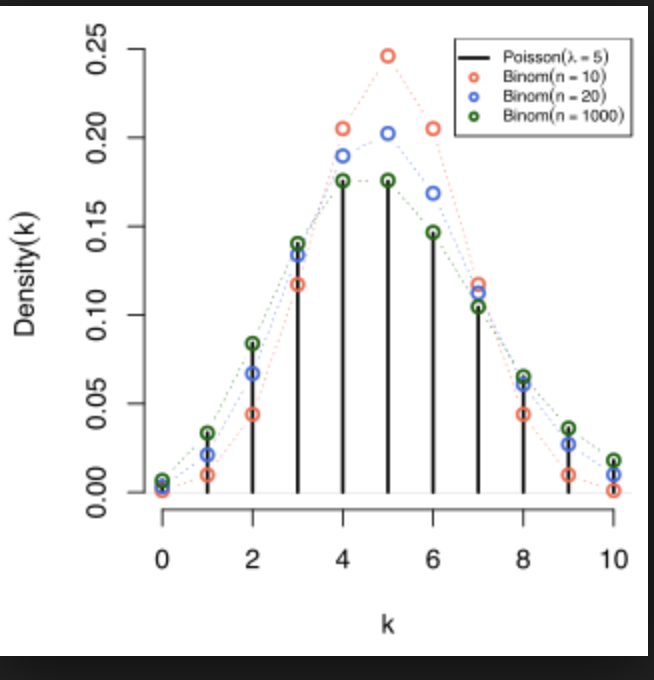 0.25
0.20
0.15
0.10
0.05
0.00
Density(k)
Poisson(λ = 5)
Binom(n = 10)
Binom(n = 20)
Binom(n = 1000)
0 2 4 6 8 10
k